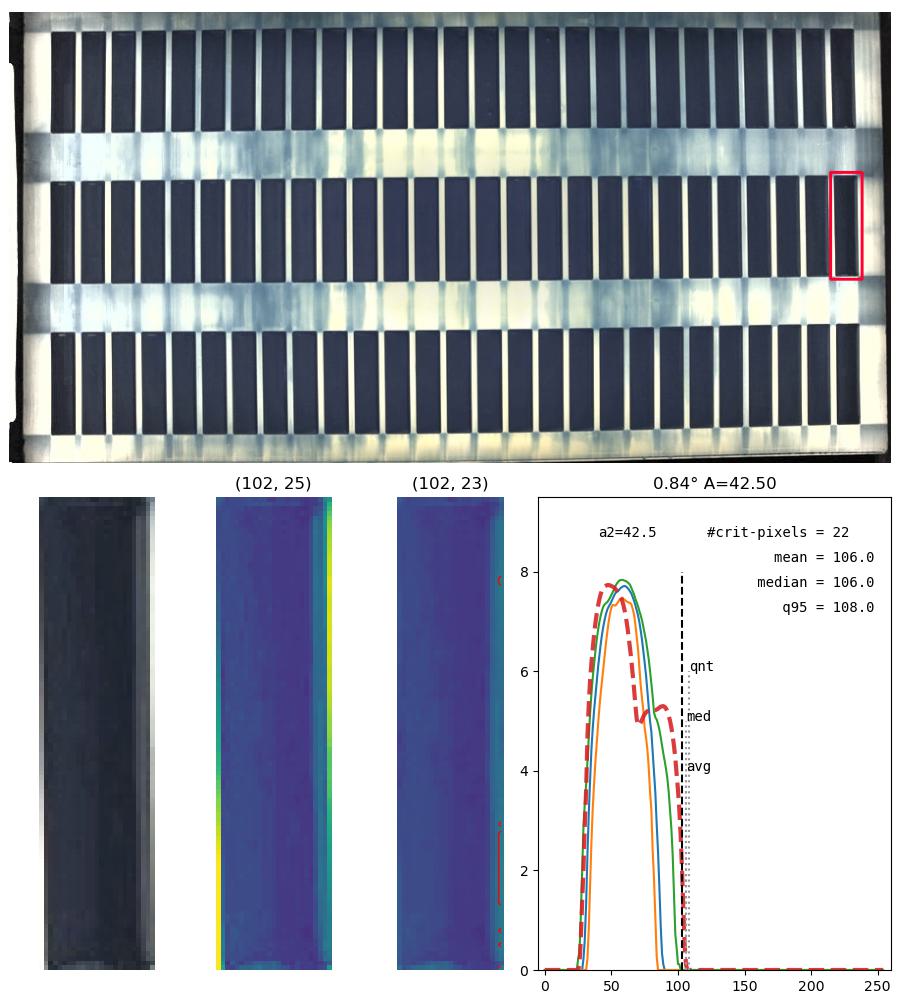 (102, 25)
(102, 23)
0.84° A=42.50
a2=42.5
#crit-pixels = 22
mean = 106.0
median = 106.0
q95 = 108.0
qnt
med
avg
8
6
4
2
0
0 50 100 150 200 250